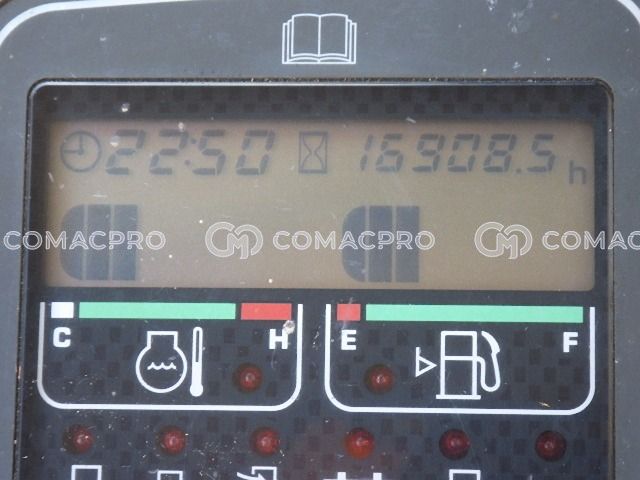 22:50 16908.5 h
COMACPRO COMACPRO COMAC
C H E F